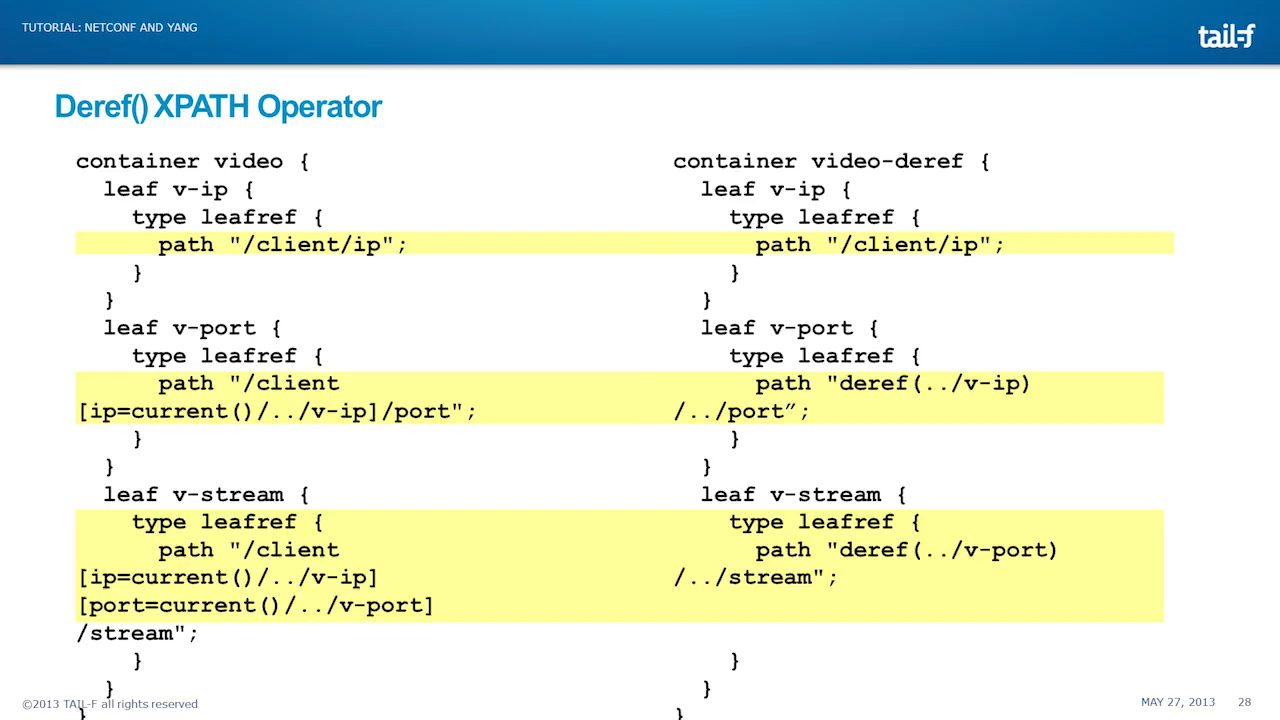 TUTORIAL: NETCONF AND YANG
tail-f
Deref() XPATH Operator
container video {
  leaf v-ip {
    type leafref {
      path "/client/ip";
    }
  }
  leaf v-port {
    type leafref {
      path "/client
[ip=current()/../v-ip]/port";
    }
  }
  leaf v-stream {
    type leafref {
      path "/client
[ip=current()/../v-ip]
[port=current()/../v-port]
/stream";
    }
  }
}
container video-deref {
  leaf v-ip {
    type leafref {
      path "/client/ip";
    }
  }
  leaf v-port {
    type leafref {
      path "deref(../v-ip)
/../port”;
    }
  }
  leaf v-stream {
    type leafref {
      path "deref(../v-port)
/../stream";
    }
  }
}
©2013 TAIL-F all rights reserved
MAY 27, 2013 28